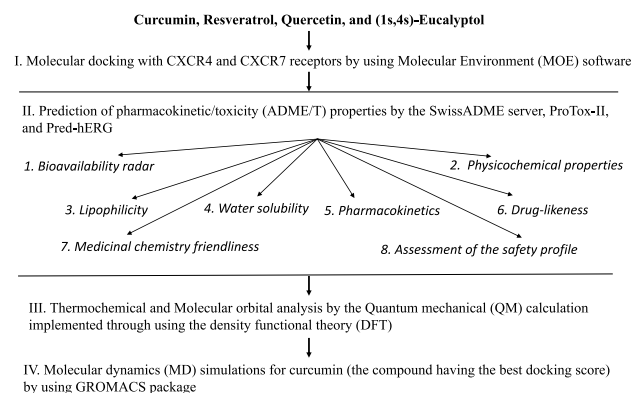 Curcumin, Resveratrol, Quercetin, and (1s,4s)-Eucalyptol
I. Molecular docking with CXCR4 and CXCR7 receptors by using Molecular Environment (MOE) software
II. Prediction of pharmacokinetic/toxicity (ADME/T) properties by the SwissADME server, ProTox-II,
and Pred-hERG
1. Bioavailability radar
2. Physicochemical properties
3. Lipophilicity
4. Water solubility
5. Pharmacokinetics
6. Drug-likeness
7. Medicinal chemistry friendliness
8. Assessment of the safety profile
III. Thermochemical and Molecular orbital analysis by the Quantum mechanical (QM) calculation
implemented through using the density functional theory (DFT)
IV. Molecular dynamics (MD) simulations for curcumin (the compound having the best docking score)
by using GROMACS package